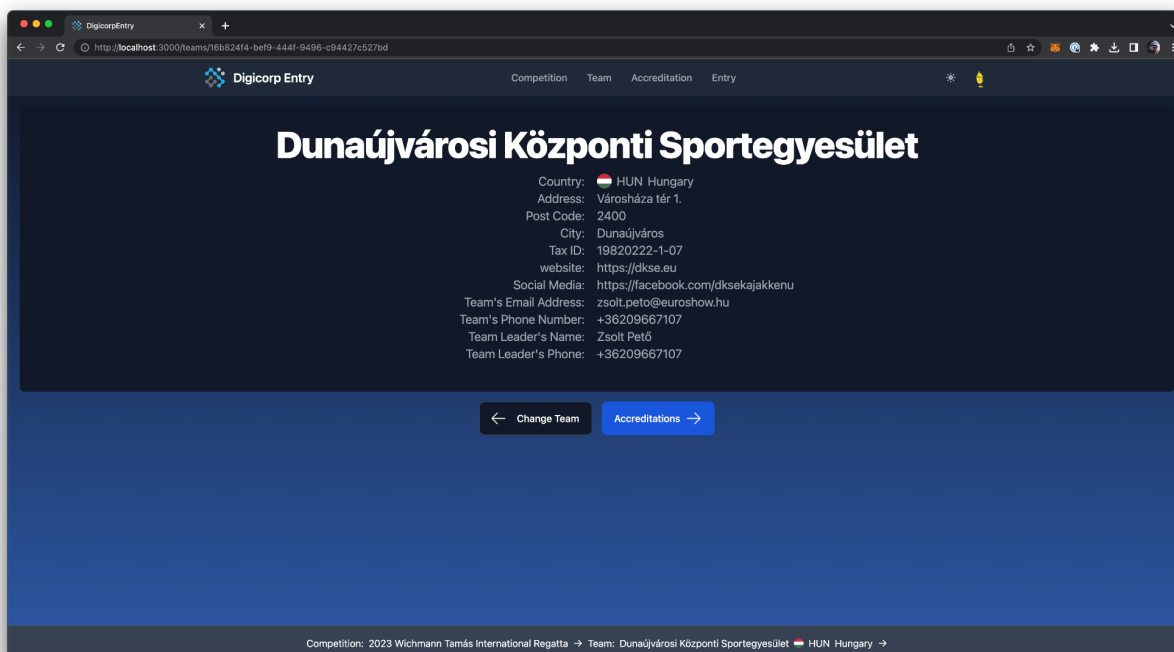 DigicorpEntry
http://localhost:3000/teams/16b824f4-bef9-444f-9496-c94427c527bd
Digicorp Entry Competition Team Accreditation Entry
Dunaújvárosi Központi Sportegyesület
Country: HUN Hungary
Address: Városháza tér 1.
Post Code: 2400
City: Dunaújváros
Tax ID: 19820222-1-07
website: https://dkse.eu
Social Media: https://facebook.com/dksekajakkenu
Team's Email Address: zsolt.peto@euroshow.hu
Team's Phone Number: +36209667107
Team Leader's Name: Zsolt Pető
Team Leader's Phone: +36209667107
← Change Team Accreditations →
Competition: 2023 Wichmann Tamás International Regatta → Team: Dunaújvárosi Központi Sportegyesület HUN Hungary →